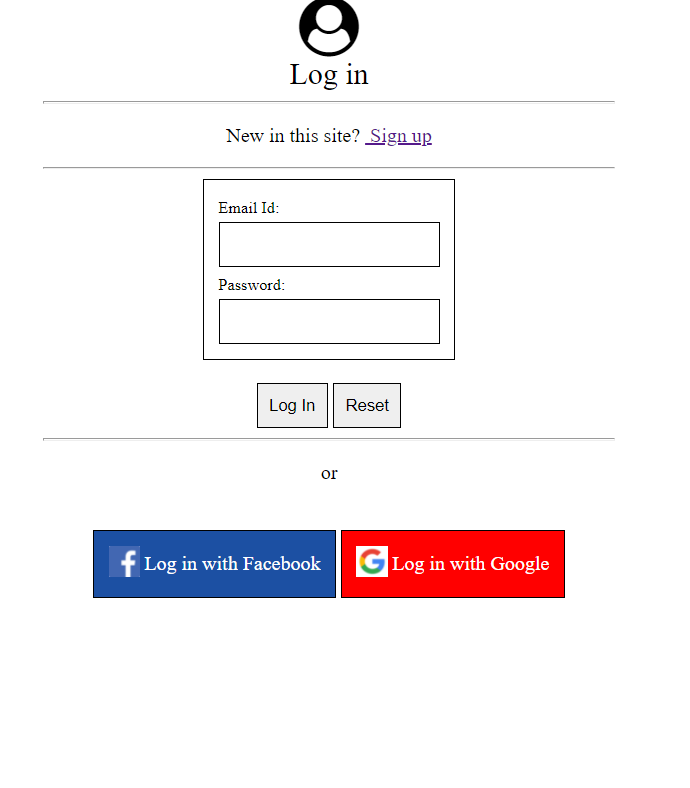 Log in
New in this site?  Sign up
Email Id:
Password:
Log In Reset
or
f Log in with Facebook G Log in with Google